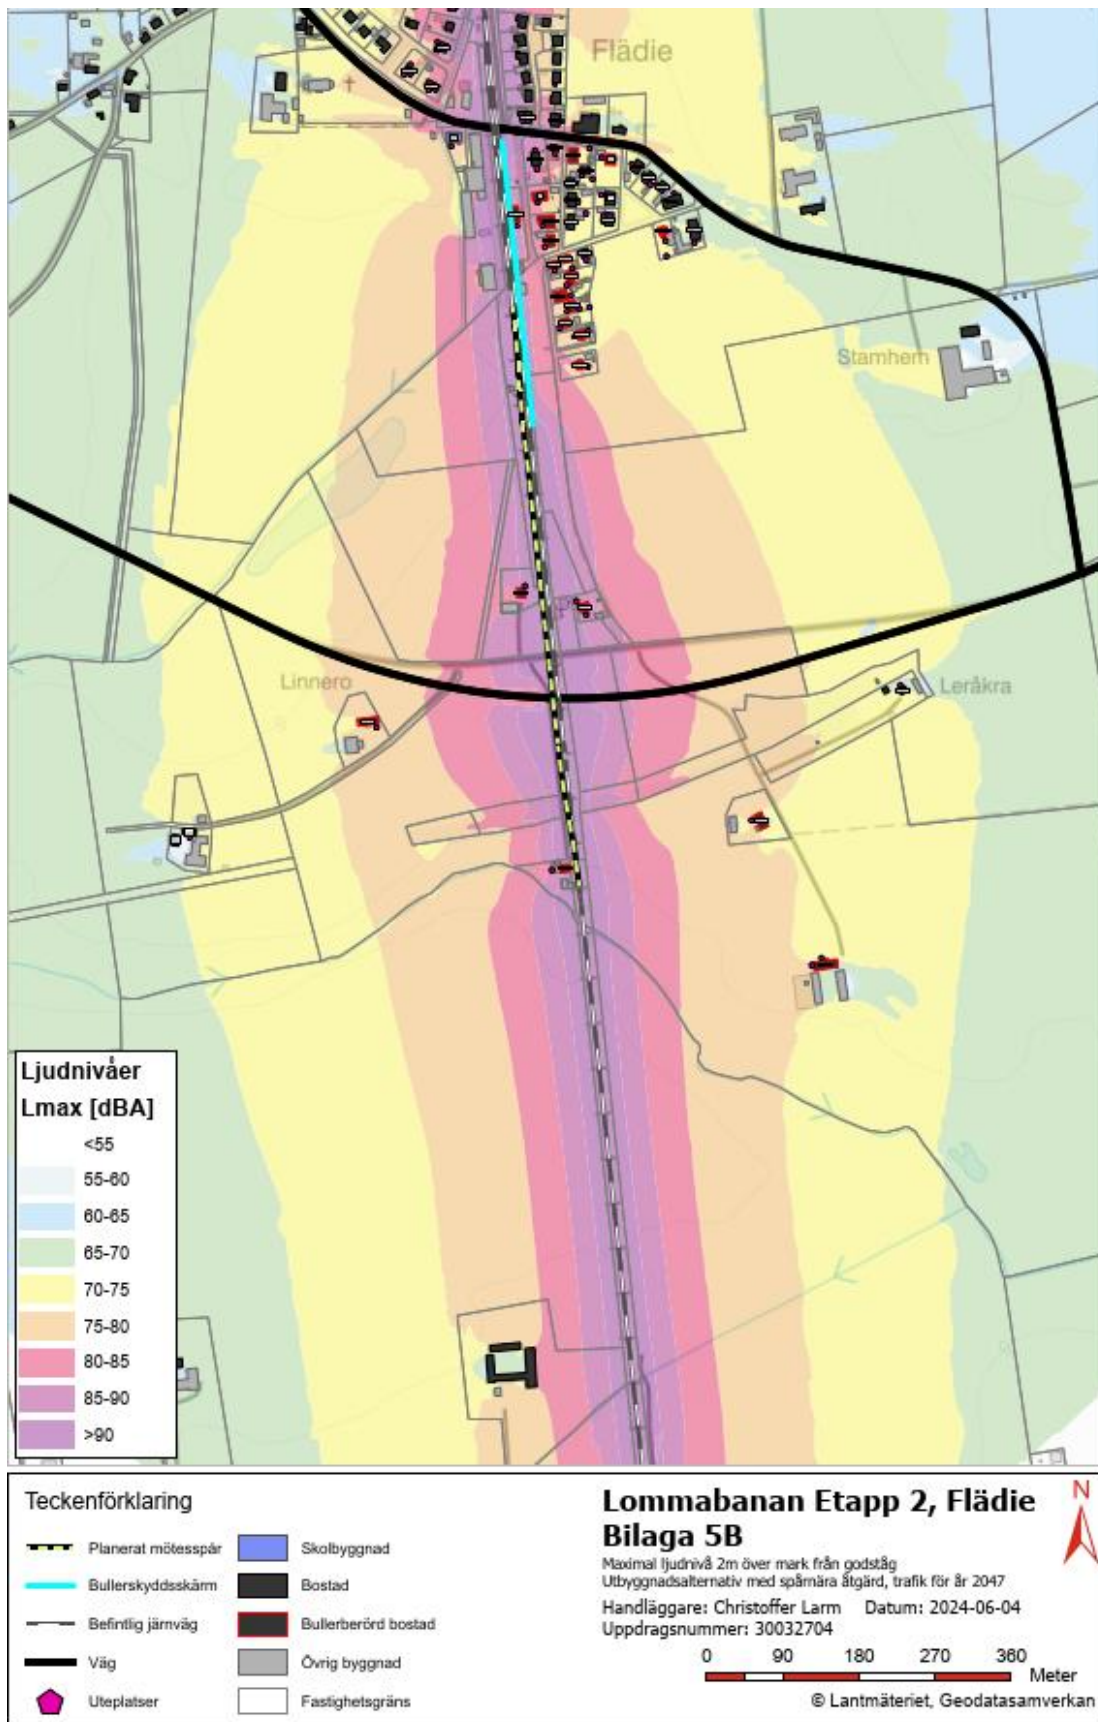 Flädie
Stamhem
Linnero
Leråkra
Ljudnivåer
Lmax [dBA]
<55
55-60
60-65
65-70
70-75
75-80
80-85
85-90
>90
Teckenförklaring
Planerat mötesspår
Bullerskyddsskärm
Befintlig järnväg
Väg
Uteplatser
Skolbyggnad
Bostad
Bullerberörd bostad
Övrig byggnad
Fastighetsgräns
Lommabanan Etapp 2, Flädie
Bilaga 5B
Maximal ljudnivå 2m över mark från godståg
Utbyggnadsalternativ med spårnära åtgärd, trafik för år 2047
Handläggare: Christoffer Larm Datum: 2024-06-04
Uppdragsnummer: 30032704
N
0 90 180 270 360
Meter
© Lantmäteriet, Geodatasamverkan